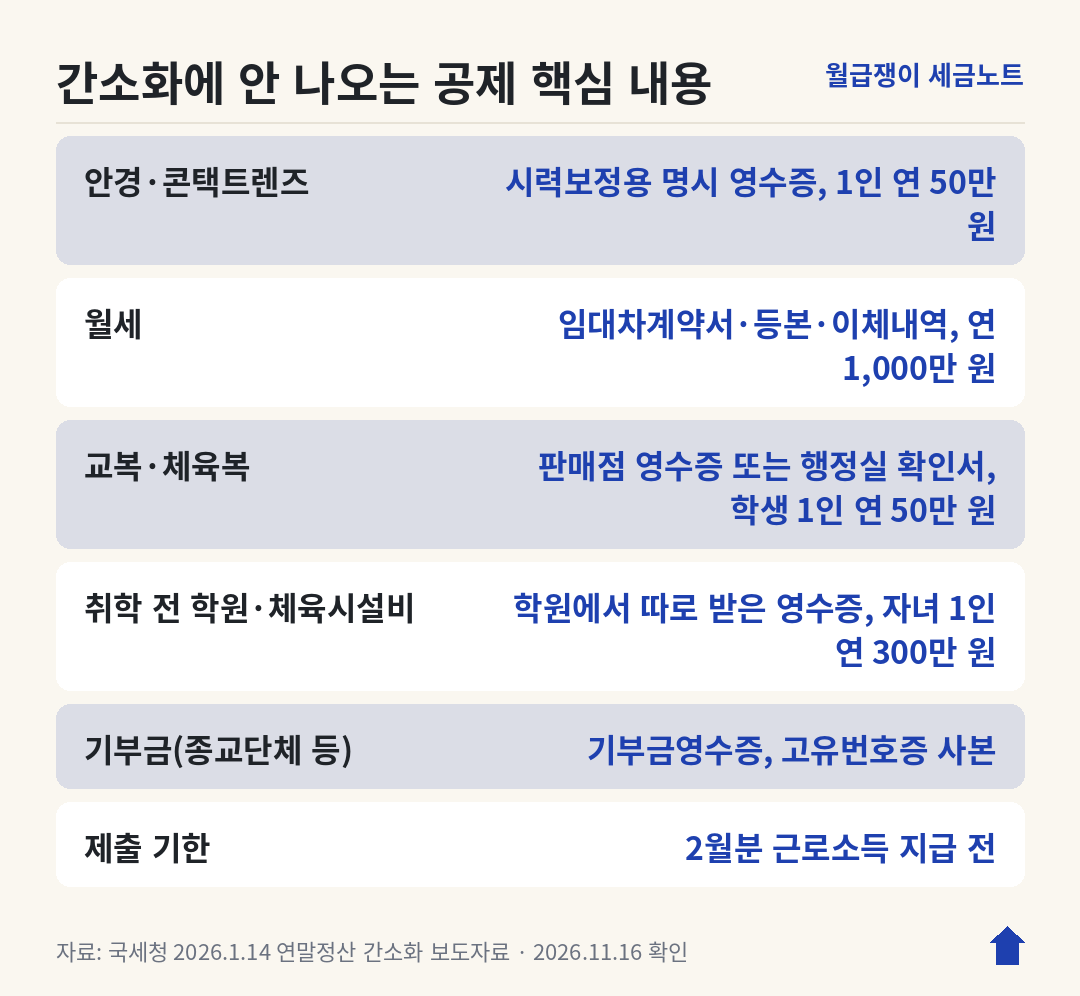 간소화에 안 나오는 공제 핵심 내용
월급쟁이 세금노트
안경·콘택트렌즈
시력보정용 명시 영수증, 1인 연 50만
원
월세
임대차계약서·등본·이체내역, 연
1,000만 원
교복·체육복
판매점 영수증 또는 행정실 확인서,
학생 1인 연 50만 원
취학 전 학원·체육시설비
학원에서 따로 받은 영수증, 자녀 1인
연 300만 원
기부금(종교단체 등)
기부금영수증, 고유번호증 사본
제출 기한
2월분 근로소득 지급 전
자료: 국세청 2026.1.14 연말정산 간소화 보도자료 · 2026.11.16 확인